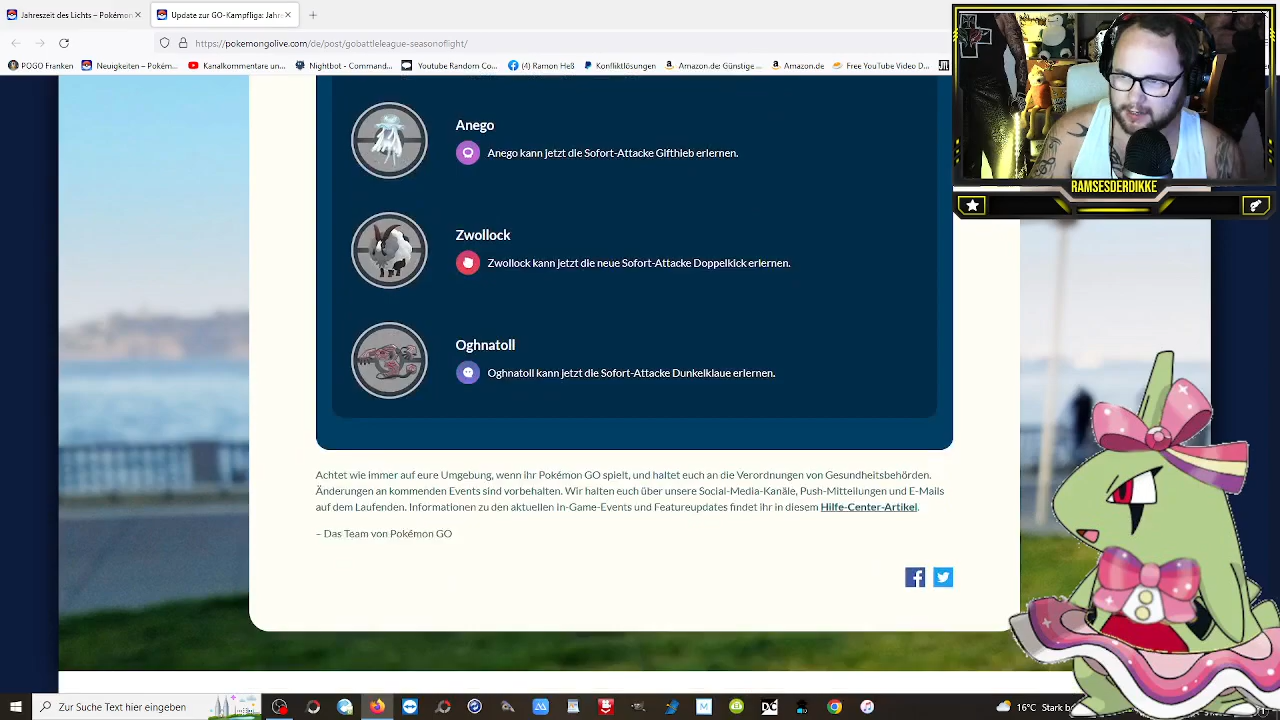 Jahreszeit des Lichts – Pokémon
Update zur GO-Kampfliga: Jahre
https://pokemongolive.com/de/post/gobattleleague-seasonoflight/
POGO Franken
Neuigkeiten – Pokém...
Kanalkommentare un...
Nightbot - Command...
Youtube Random Co...
(4) Ramon Heß
Konfliktlösungen
Amazon.de Günstige ...
Amazon.de
Free YouTube Video D...
RAMSESDERDIKKE
Anego
Anego kann jetzt die Sofort-Attacke Gifthieb erlernen.
Zwollock
Zwollock kann jetzt die neue Sofort-Attacke Doppelkick erlernen.
Oghnatoll
Oghnatoll kann jetzt die Sofort-Attacke Dunkelklaue erlernen.
Achtet wie immer auf eure Umgebung, wenn ihr Pokémon GO spielt, und haltet euch an die Verordnungen von Gesundheitsbehörden.
Änderungen an kommenden Events sind vorbehalten. Wir halten euch über unsere Social-Media-Kanäle, Push-Mitteilungen und E-Mails
auf dem Laufenden. Informationen zu den aktuellen In-Game-Events und Featureupdates findet ihr in diesem Hilfe-Center-Artikel.
– Das Team von Pokémon GO
Zur Suche Text hier eingeben
16°C Stark b